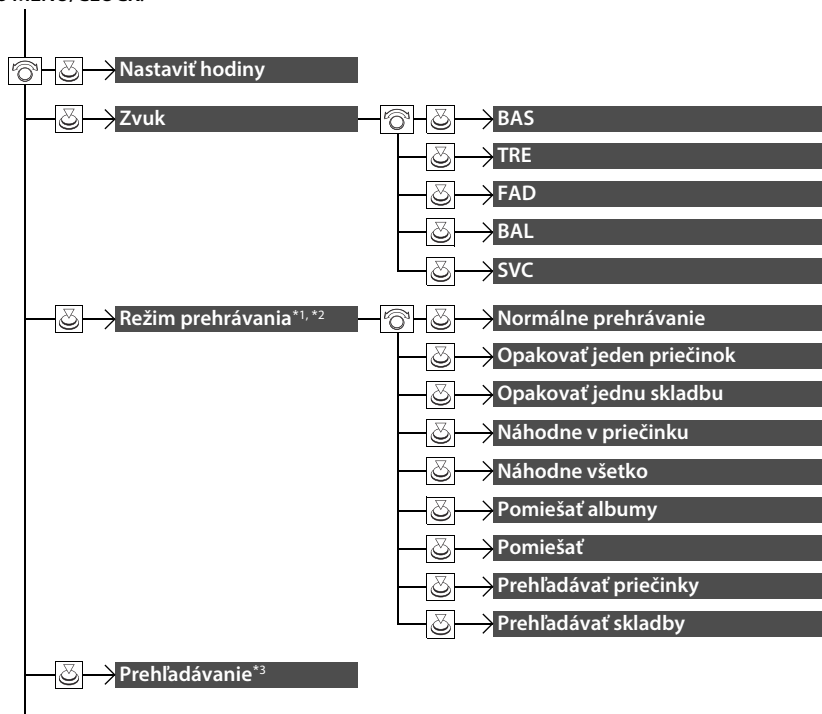 Nastaviť hodiny
Zvuk
BAS
TRE
FAD
BAL
SVC
Režim prehrávania*1, *2
Normálne prehrávanie
Opakovať jeden priečinok
Opakovať jednu skladbu
Náhodne v priečinku
Náhodne všetko
Pomiešať albumy
Pomiešať
Prehľadávať priečinky
Prehľadávať skladby
Prehľadávanie*3